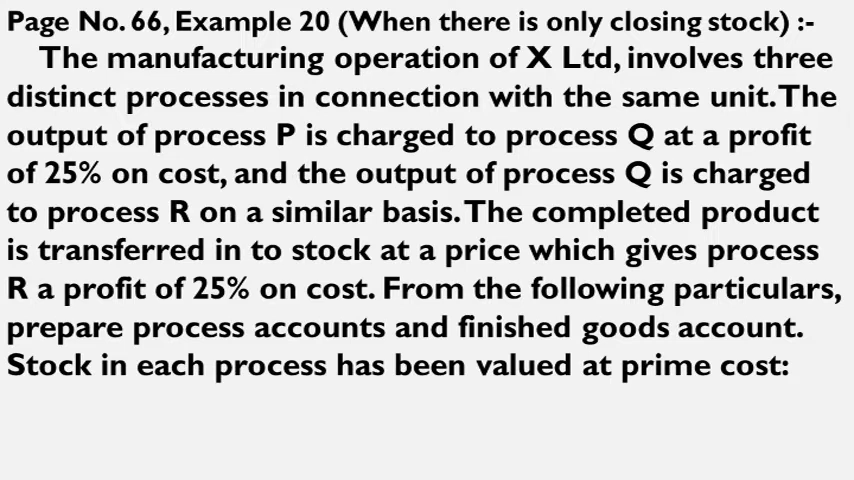 Page No. 66, Example 20 (When there is only closing stock) :-
The manufacturing operation of X Ltd, involves three
distinct processes in connection with the same unit. The
output of process P is charged to process Q at a profit
of 25% on cost, and the output of process Q is charged
to process R on a similar basis. The completed product
is transferred in to stock at a price which gives process
R a profit of 25% on cost. From the following particulars,
prepare process accounts and finished goods account.
Stock in each process has been valued at prime cost: